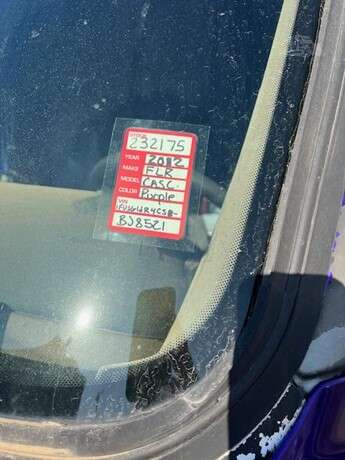 232175
YEAR 2012
MAKE FLR
MODEL CASC.
COLOR Purple
VIN
BJ8521